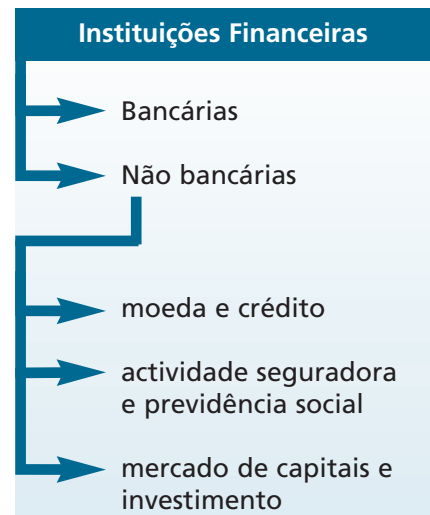 Instituições Financeiras
Bancárias
Não bancárias
moeda e crédito
actividade seguradora
e previdência social
mercado de capitais e
investimento